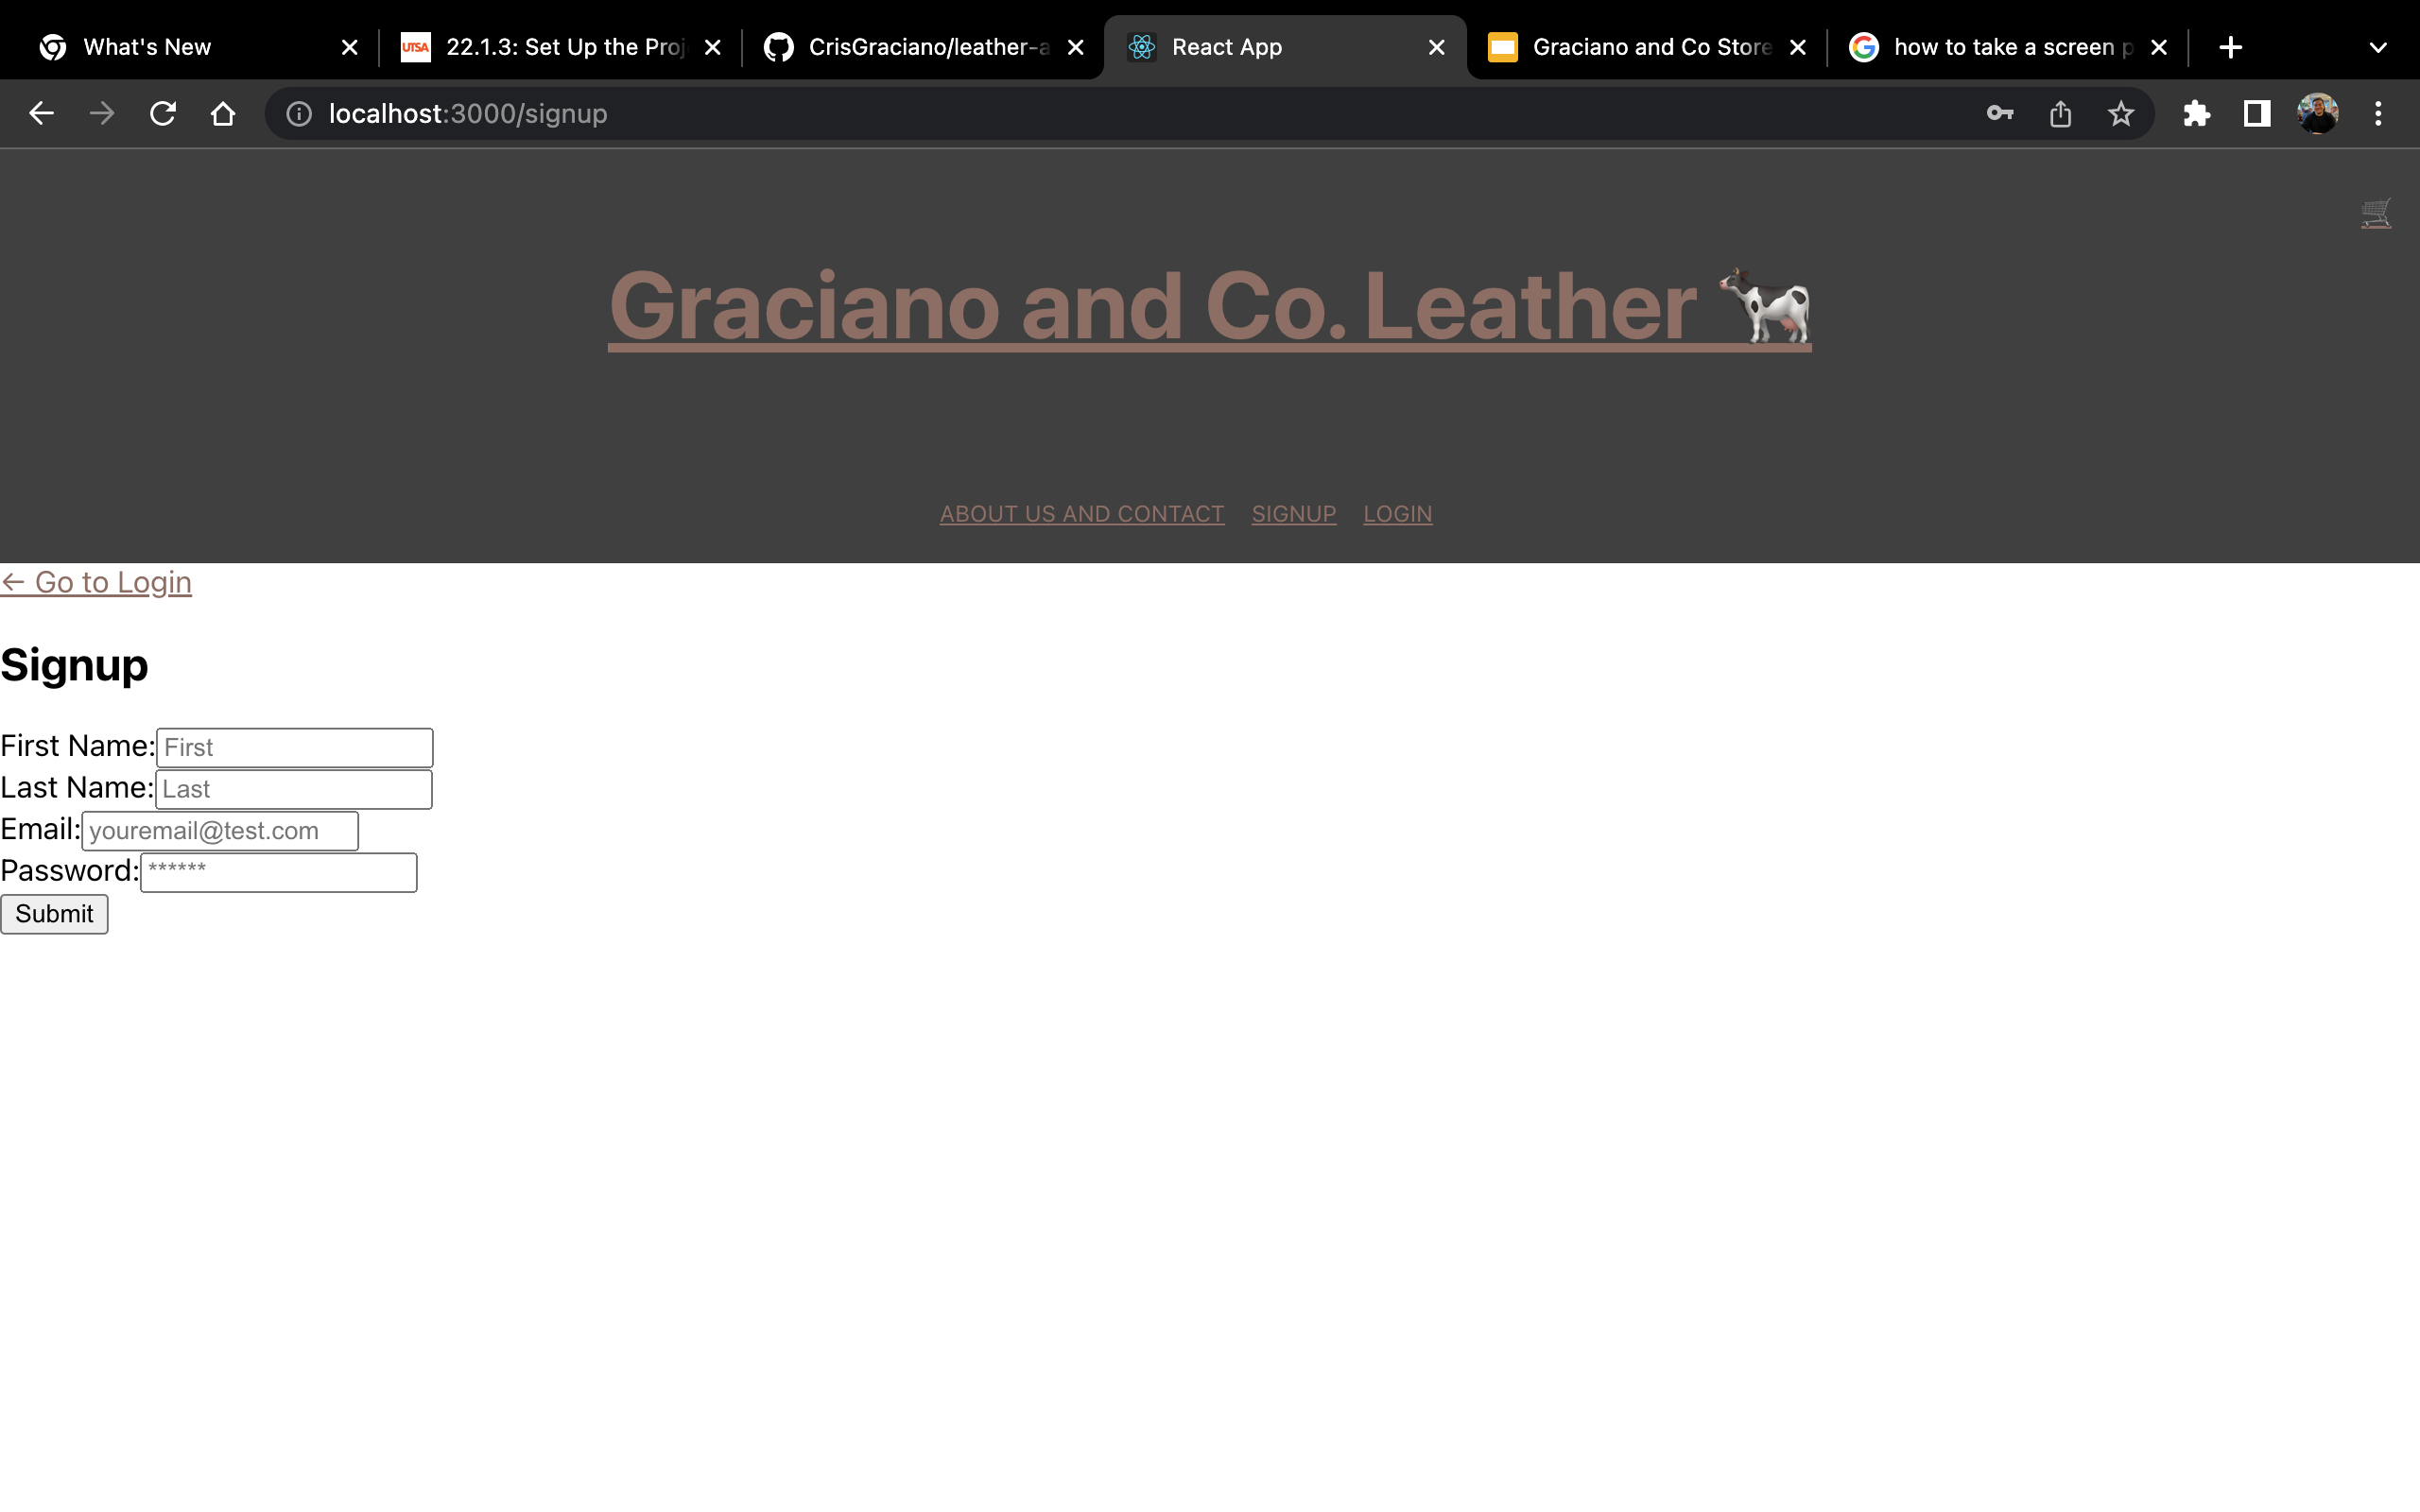 What's New
UTSA 22.1.3: Set Up the Proj
CrisGraciano/leather-a
React App
Graciano and Co Store
how to take a screen p
localhost:3000/signup
Graciano and Co. Leather 🐄
ABOUT US AND CONTACT SIGNUP LOGIN
← Go to Login
Signup
First Name: First
Last Name: Last
Email: youremail@test.com
Password: ******
Submit